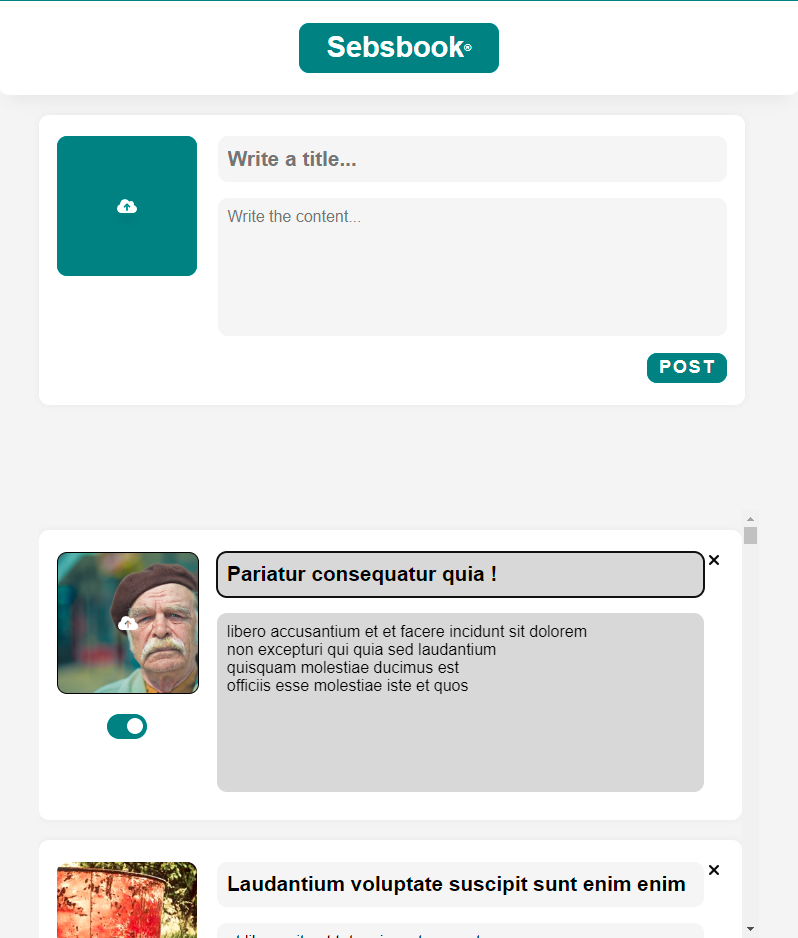 Sebsbook®
Write a title...
Write the content...
POST
Pariatur consequatur quia !
libero accusantium et et facere incidunt sit dolorem
non excepturi qui quia sed laudantium
quisquam molestiae ducimus est
officiis esse molestiae iste et quos
Laudantium voluptate suscipit sunt enim enim